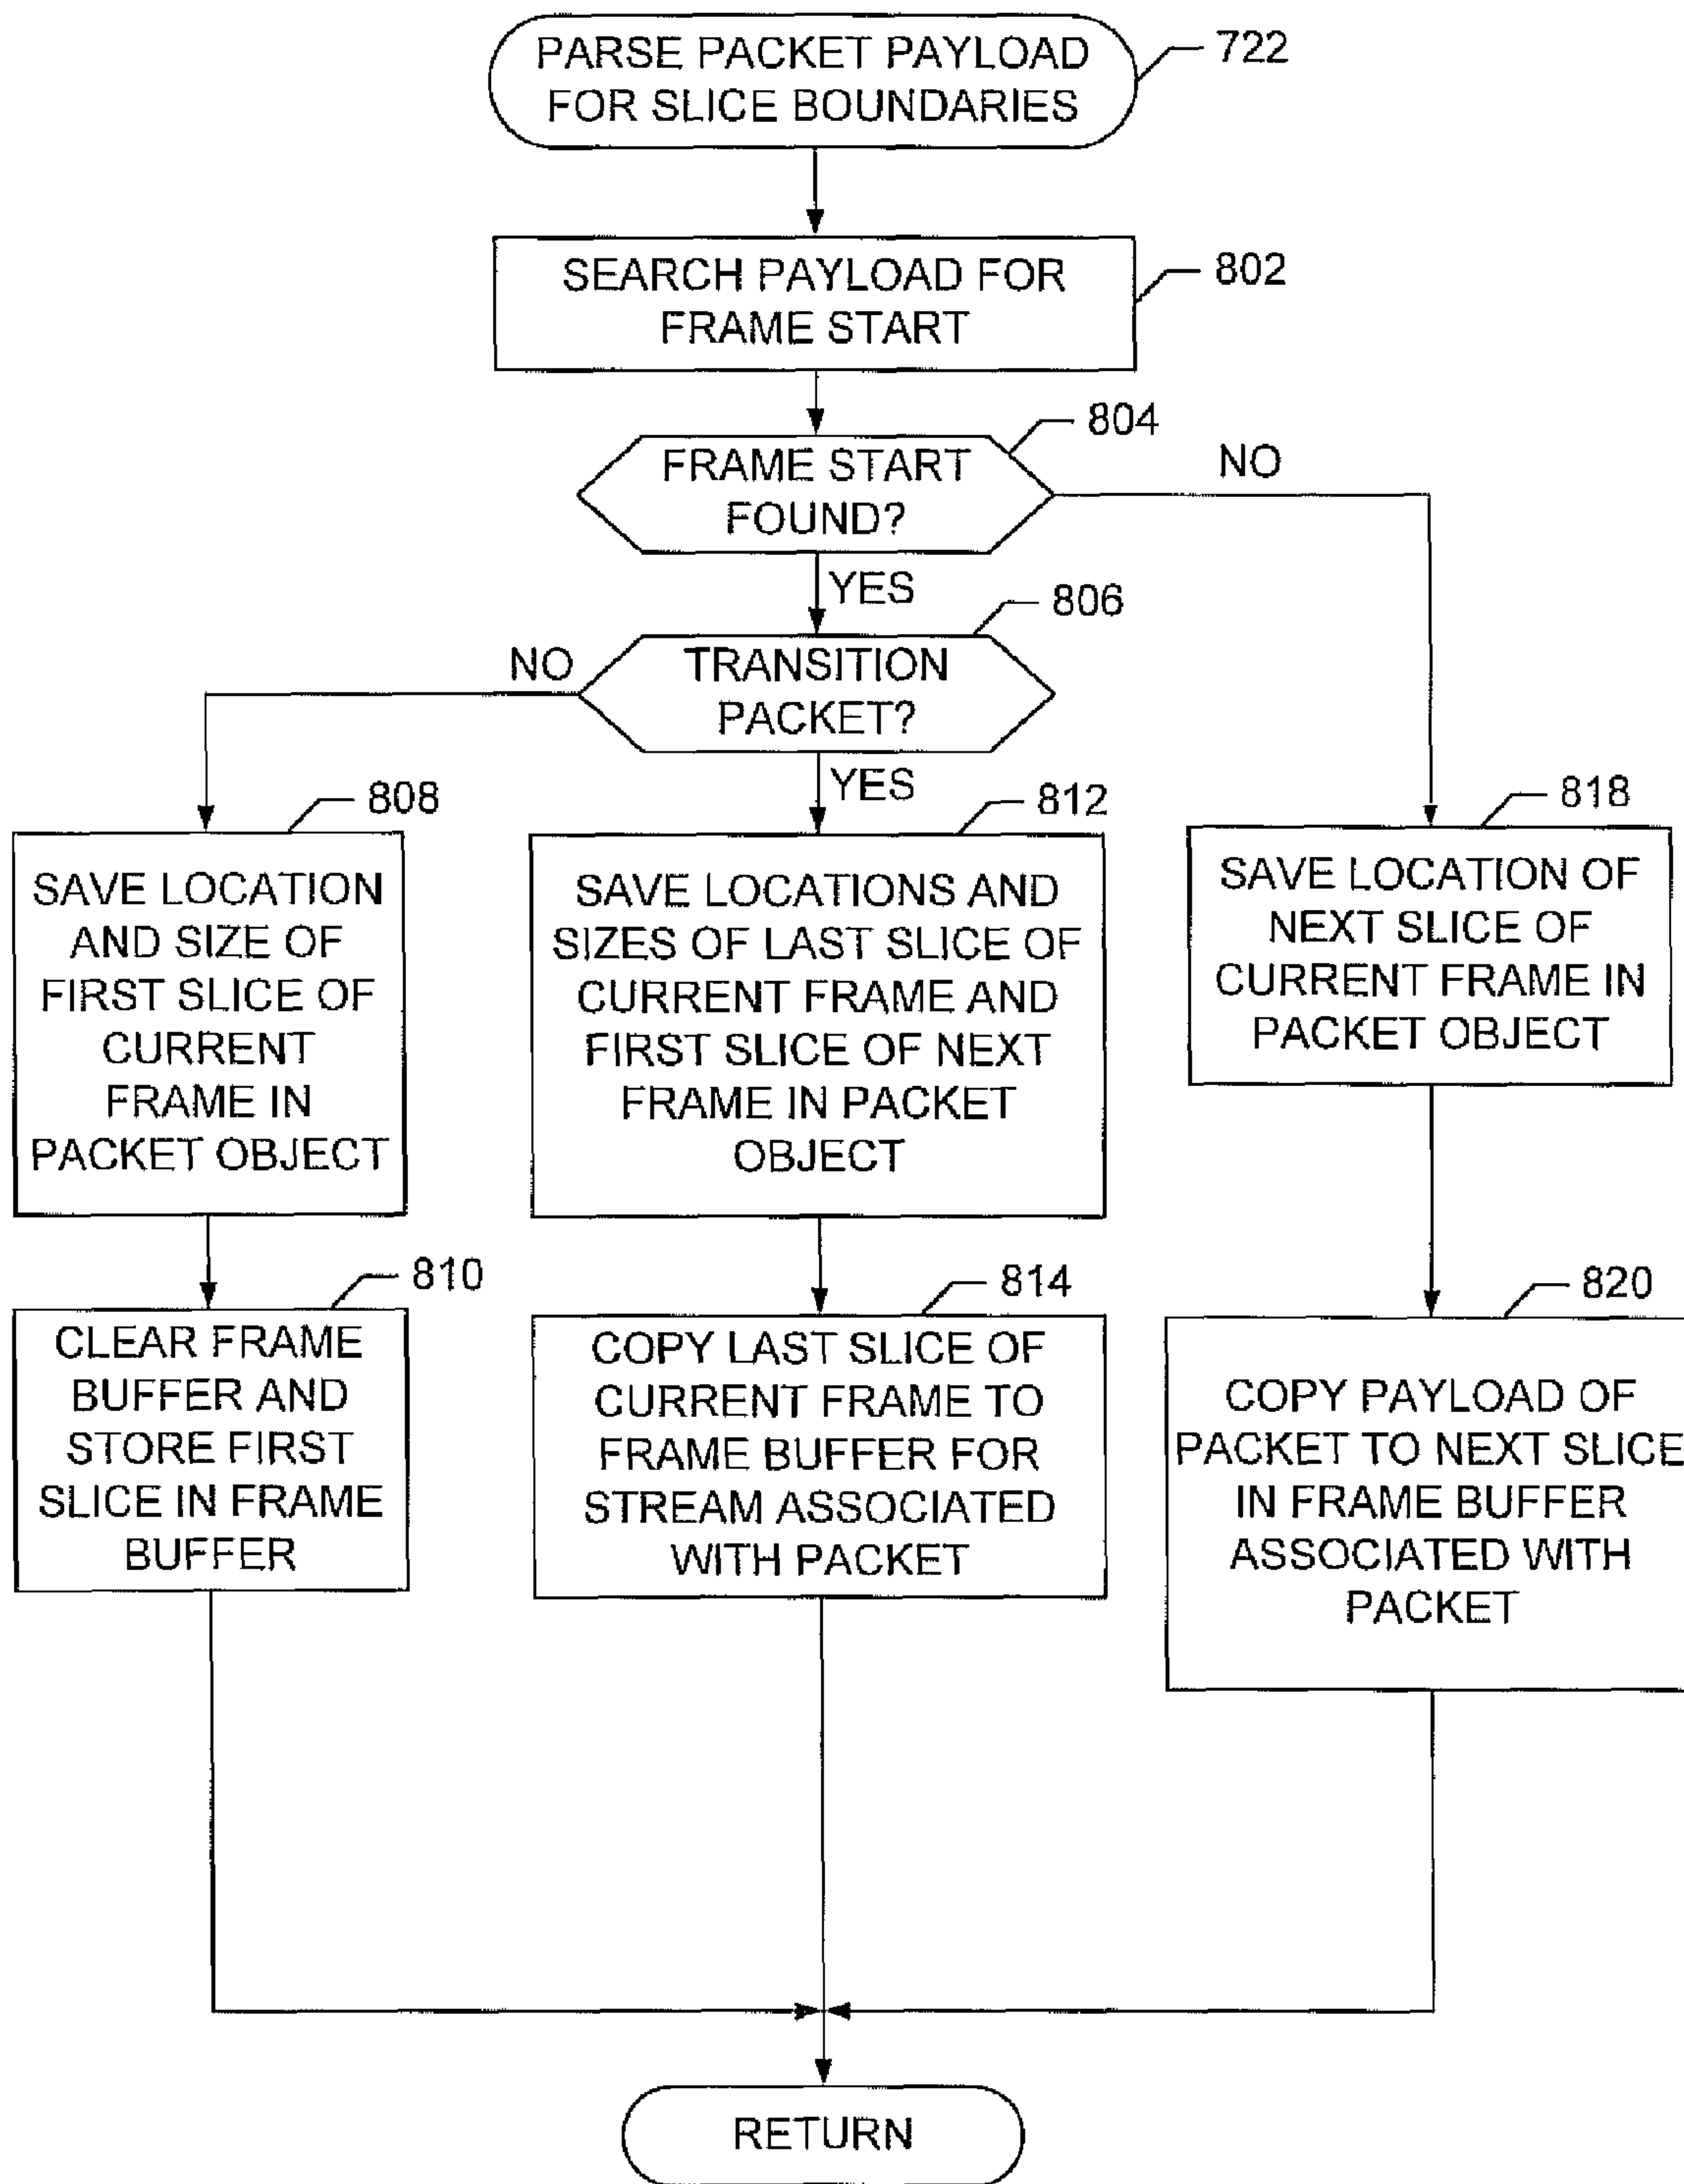 PARSE PACKET PAYLOAD
FOR SLICE BOUNDARIES
722
SEARCH PAYLOAD FOR
FRAME START
802
FRAME START
FOUND?
804
NO
YES
TRANSITION
PACKET?
806
NO
YES
808
SAVE LOCATION
AND SIZE OF
FIRST SLICE OF
CURRENT
FRAME IN
PACKET OBJECT
812
SAVE LOCATIONS AND
SIZES OF LAST SLICE OF
CURRENT FRAME AND
FIRST SLICE OF NEXT
FRAME IN PACKET
OBJECT
818
SAVE LOCATION OF
NEXT SLICE OF
CURRENT FRAME IN
PACKET OBJECT
810
CLEAR FRAME
BUFFER AND
STORE FIRST
SLICE IN FRAME
BUFFER
814
COPY LAST SLICE OF
CURRENT FRAME TO
FRAME BUFFER FOR
STREAM ASSOCIATED
WITH PACKET
820
COPY PAYLOAD OF
PACKET TO NEXT SLICE
IN FRAME BUFFER
ASSOCIATED WITH
PACKET
RETURN